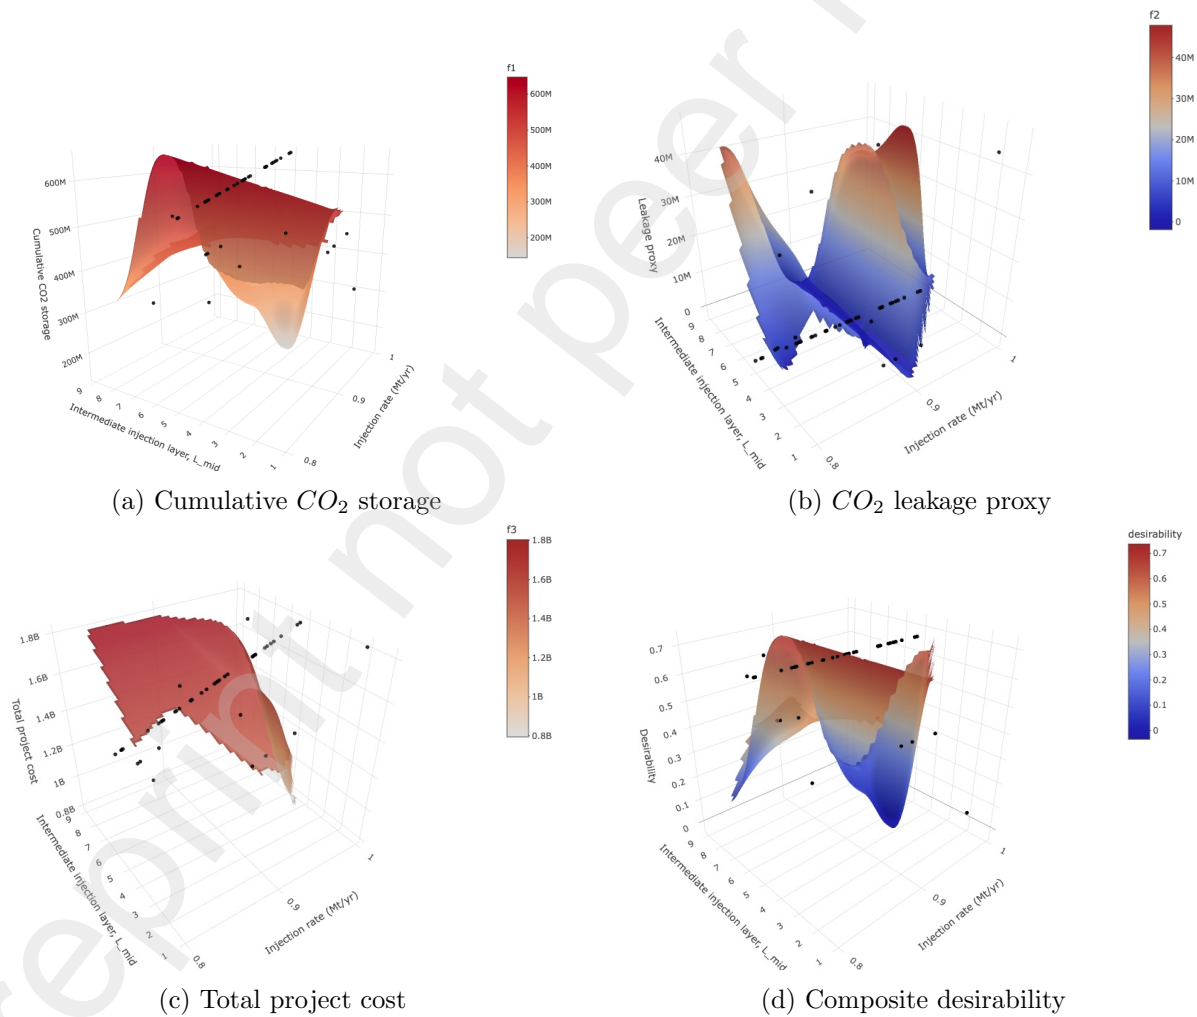 f1
600M
500M
400M
300M
200M
600M
500M
400M
300M
200M
Cumulative CO2 storage
9
8
7
6
5
4
3
2
1
Intermediate injection layer, L_mid
0.8
0.9
1
Injection rate (Mt/yr)
(a) Cumulative CO₂ storage
f2
40M
30M
20M
10M
0
40M
30M
20M
10M
0
Leakage proxy
9
8
7
6
5
4
3
2
1
Intermediate injection layer, L_mid
0.8
0.9
1
Injection rate (Mt/yr)
(b) CO₂ leakage proxy
f3
1.8B
1.6B
1.4B
1.2B
1B
0.8B
1.8B
1.6B
1.4B
1.2B
1B
0.8B
Total project cost
9
8
7
6
5
4
3
2
1
Intermediate injection layer, L_mid
0.8
0.9
1
Injection rate (Mt/yr)
(c) Total project cost
desirability
0.7
0.6
0.5
0.4
0.3
0.2
0.1
0
0.7
0.6
0.5
0.4
0.3
0.2
0.1
0
Desirability
9
8
7
6
5
4
3
2
1
Intermediate injection layer, L_mid
0.8
0.9
1
Injection rate (Mt/yr)
(d) Composite desirability
reprint not peer r